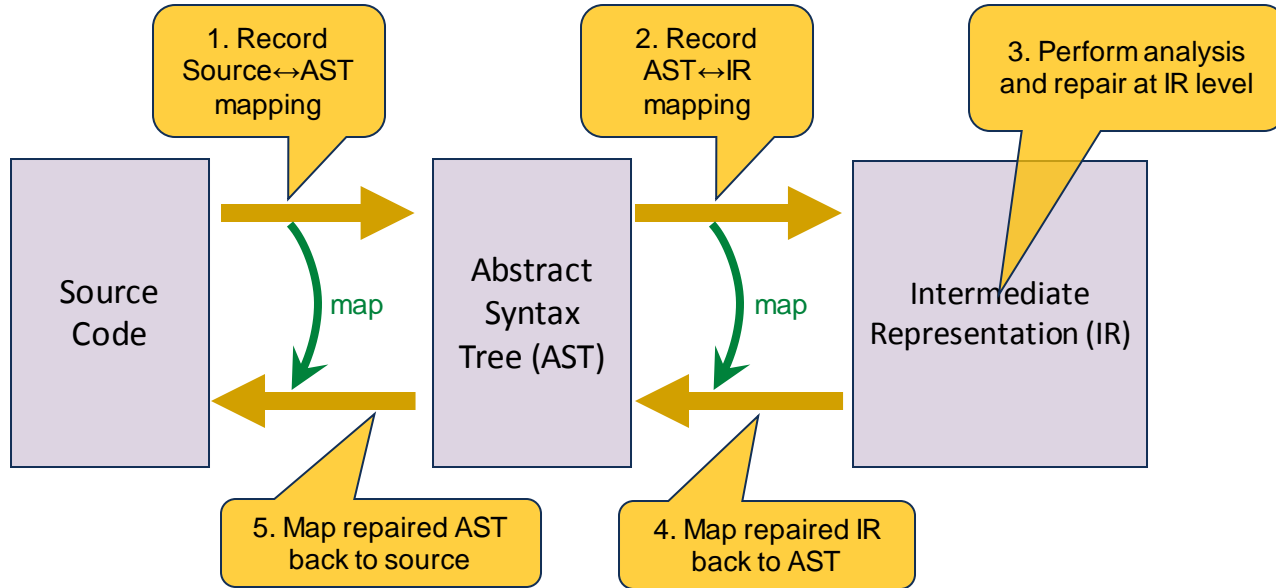 1. Record
Source↔AST
mapping
2. Record
AST↔IR
mapping
3. Perform analysis
and repair at IR level
Source
Code
map
Abstract
Syntax
Tree (AST)
map
Intermediate
Representation (IR)
5. Map repaired AST
back to source
4. Map repaired IR
back to AST